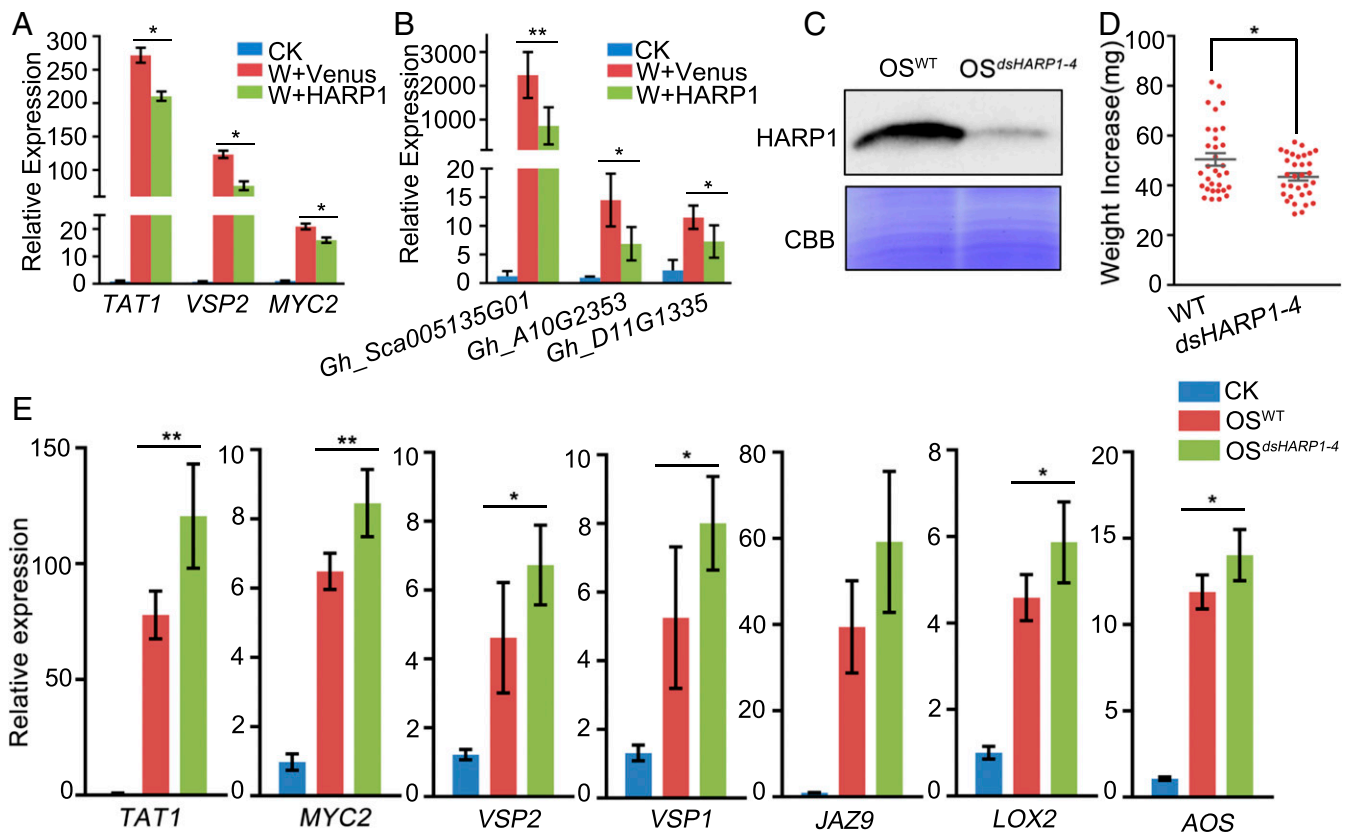 A
Relative Expression
300
250
200
150
100
20
10
0
*
*
*
CK
W+Venus
W+HARP1
TAT1 VSP2 MYC2
B
Relative Expression
3000
2000
1000
20
15
10
5
0
**
*
*
CK
W+Venus
W+HARP1
Gh_Sca005135G01
Gh_A10G2353
Gh_D11G1335
C
OSWT OSdsHARP1-4
HARP1
CBB
D
Weight Increase(mg)
100
80
60
40
20
0
*
WT
dsHARP1-4
E
CK
OSWT
OSdsHARP1-4
Relative expression
150
100
50
0
**
TAT1
10
8
6
4
2
0
**
MYC2
10
8
6
4
2
0
*
VSP2
10
8
6
4
2
0
*
VSP1
80
60
40
20
0
JAZ9
8
6
4
2
0
*
LOX2
20
15
10
5
0
*
AOS